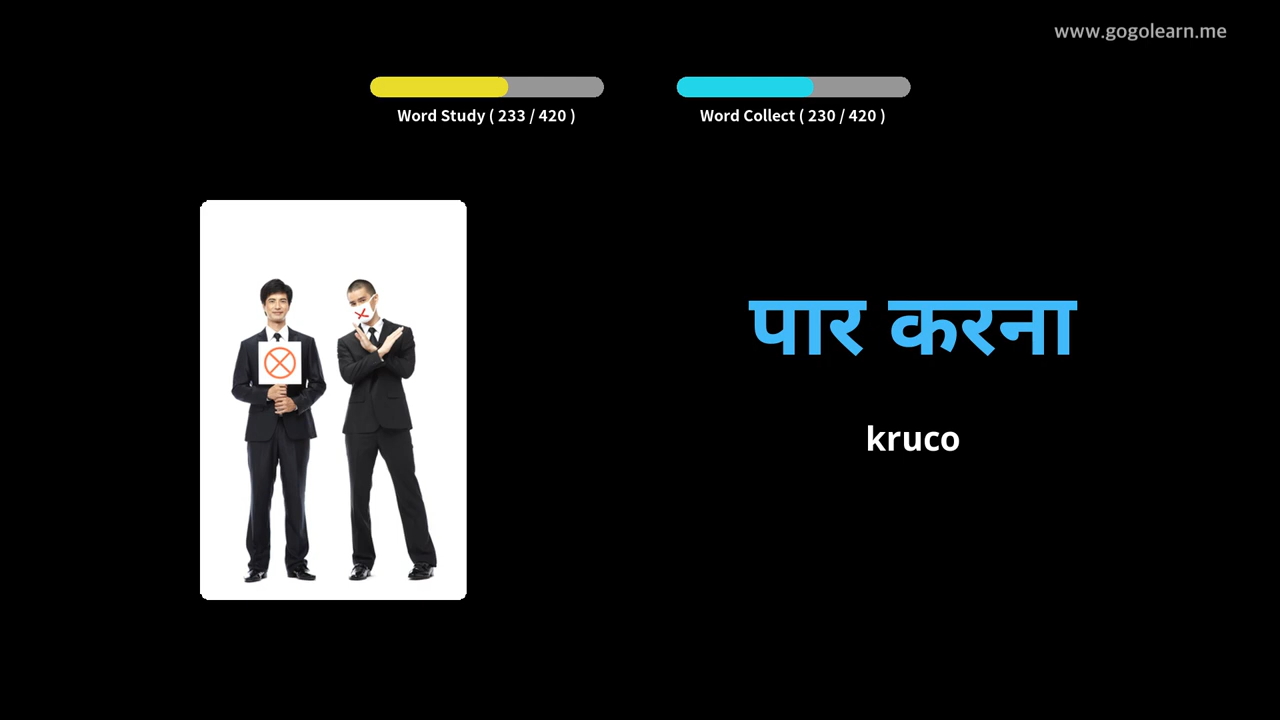 www.gogolearn.me
Word Study ( 233 / 420 )
Word Collect ( 230 / 420 )
पार करना
kruco